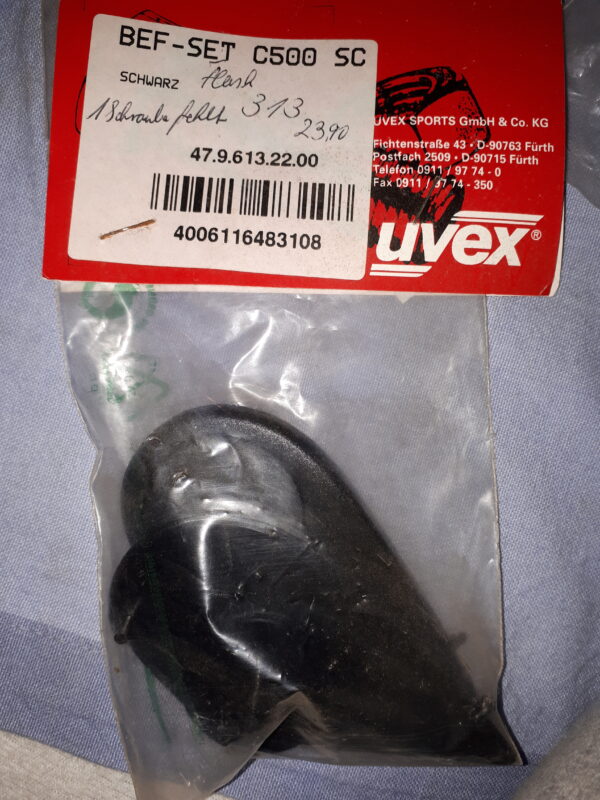 BEF-SET C500 SC
SCHWARZ Flash
1 Schraube fehlt 313
23,90
47.9.613.22.00
4006116483108
UVEX SPORTS GmbH & Co. KG
Fichtenstraße 43 • D-90763 Fürth
Postfach 2509 • D-90715 Fürth
Telefon 0911 / 97 74 - 0
Fax 0911 / 9774 - 350
uvex®